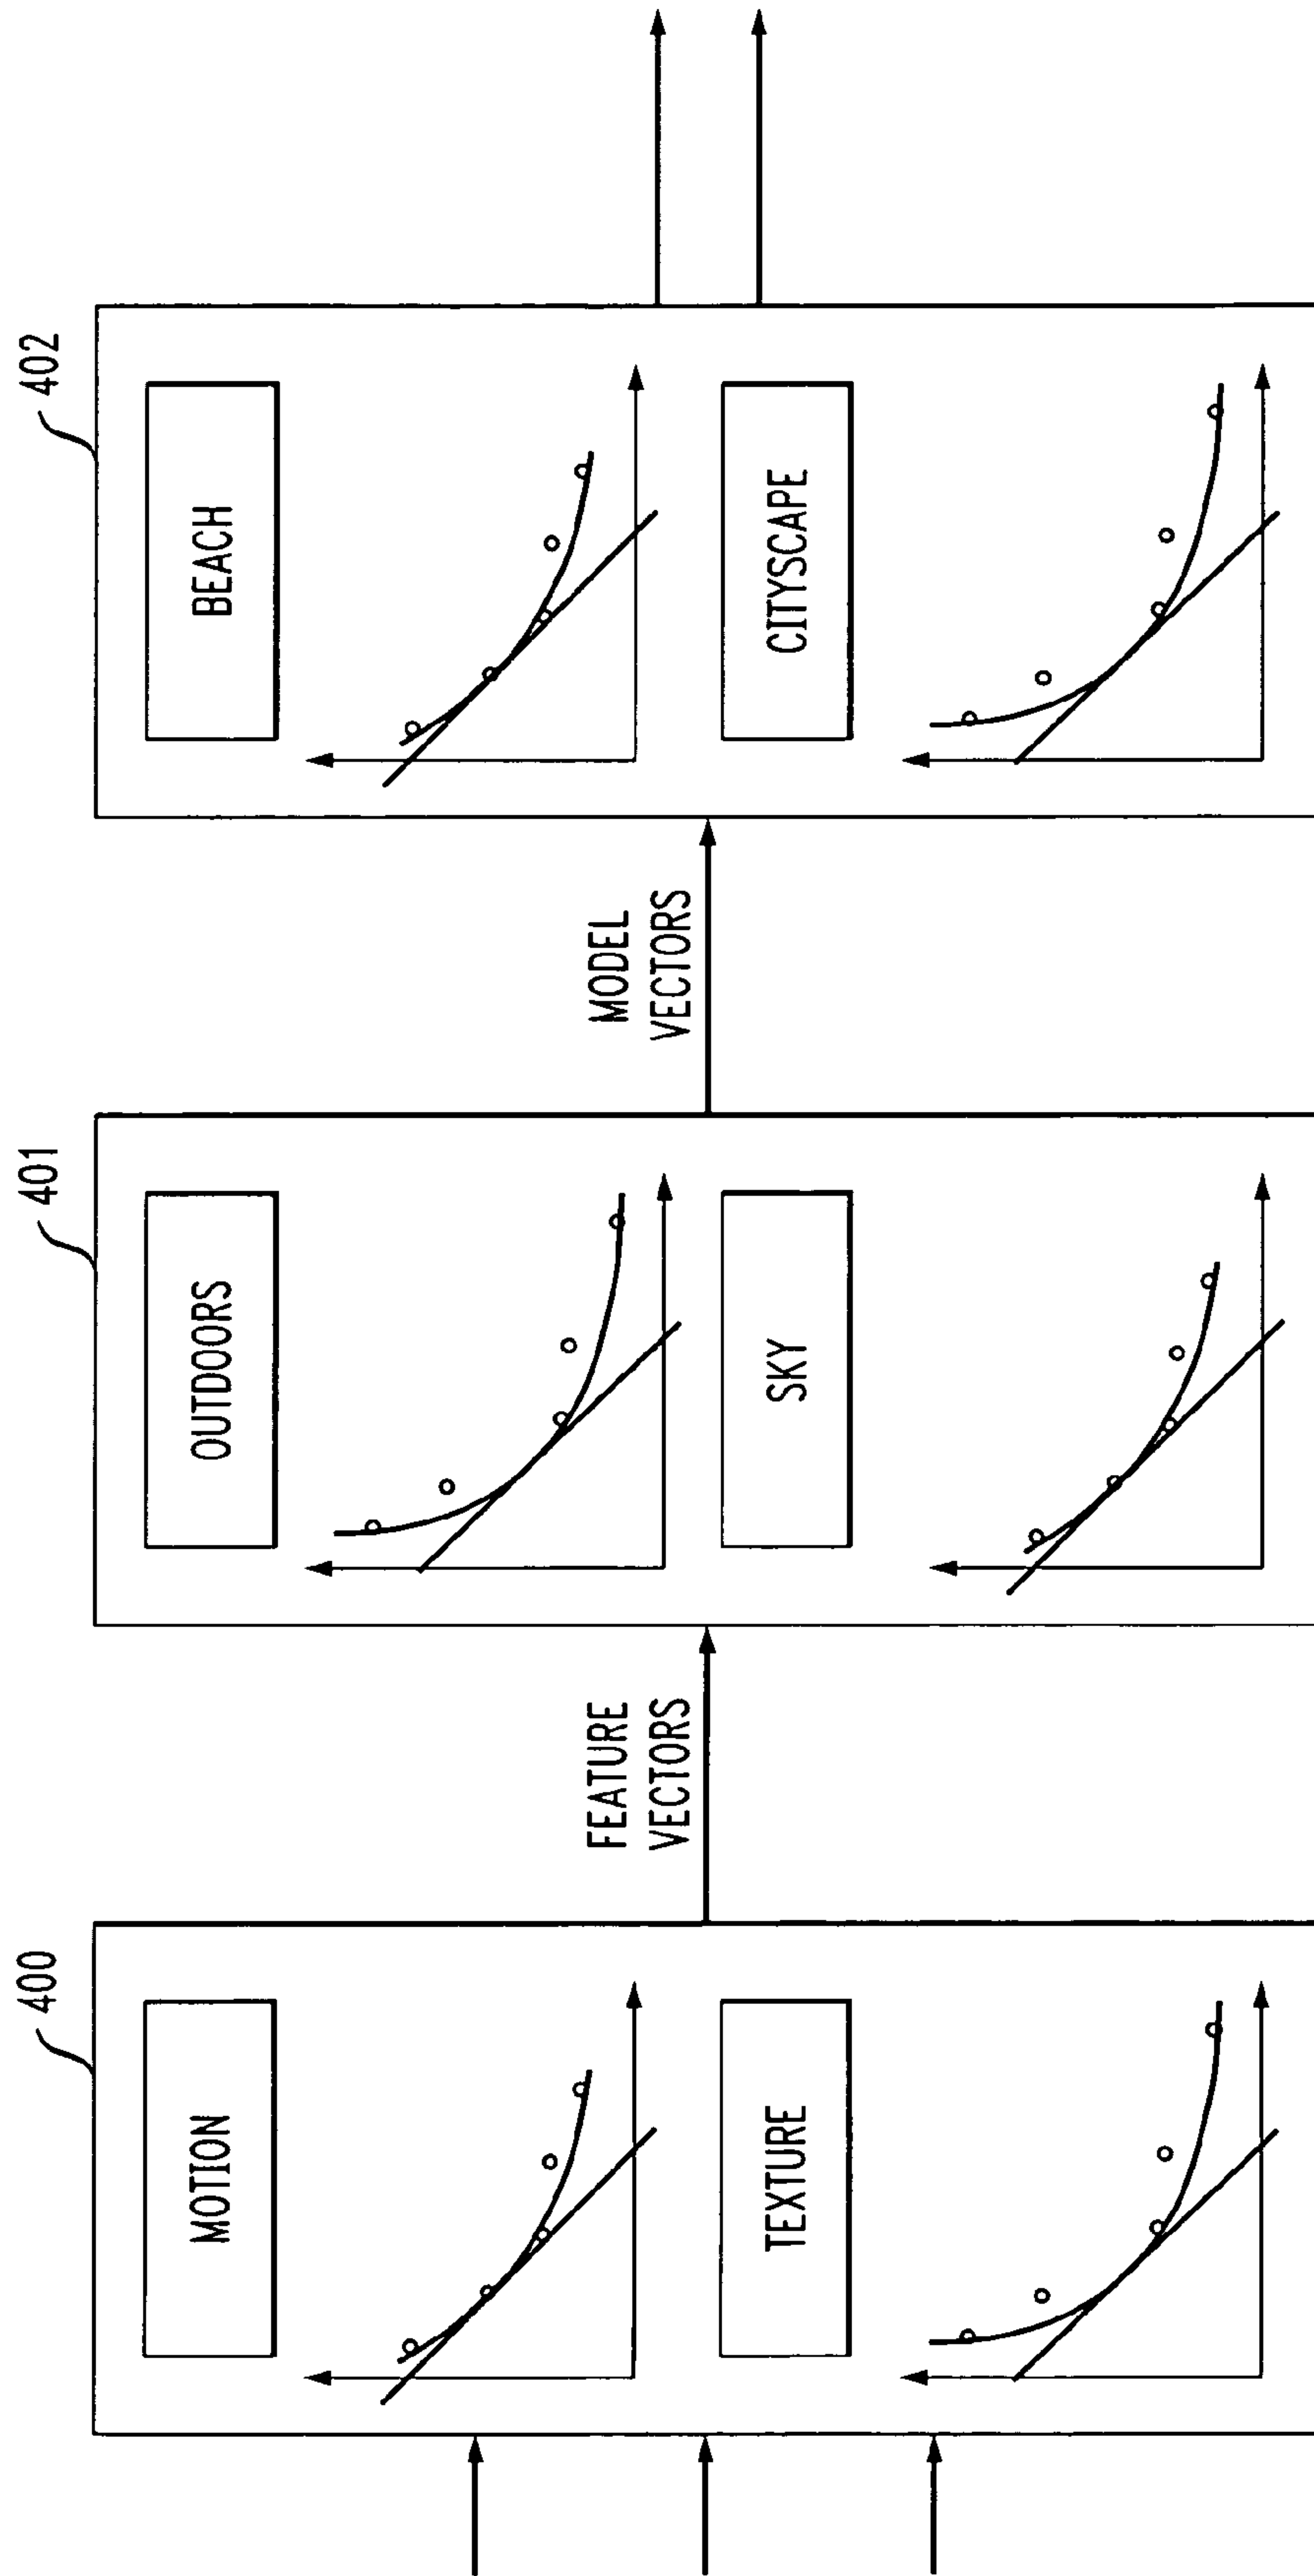 400
MOTION
TEXTURE
FEATURE
VECTORS
401
OUTDOORS
SKY
MODEL
VECTORS
402
BEACH
CITYSCAPE